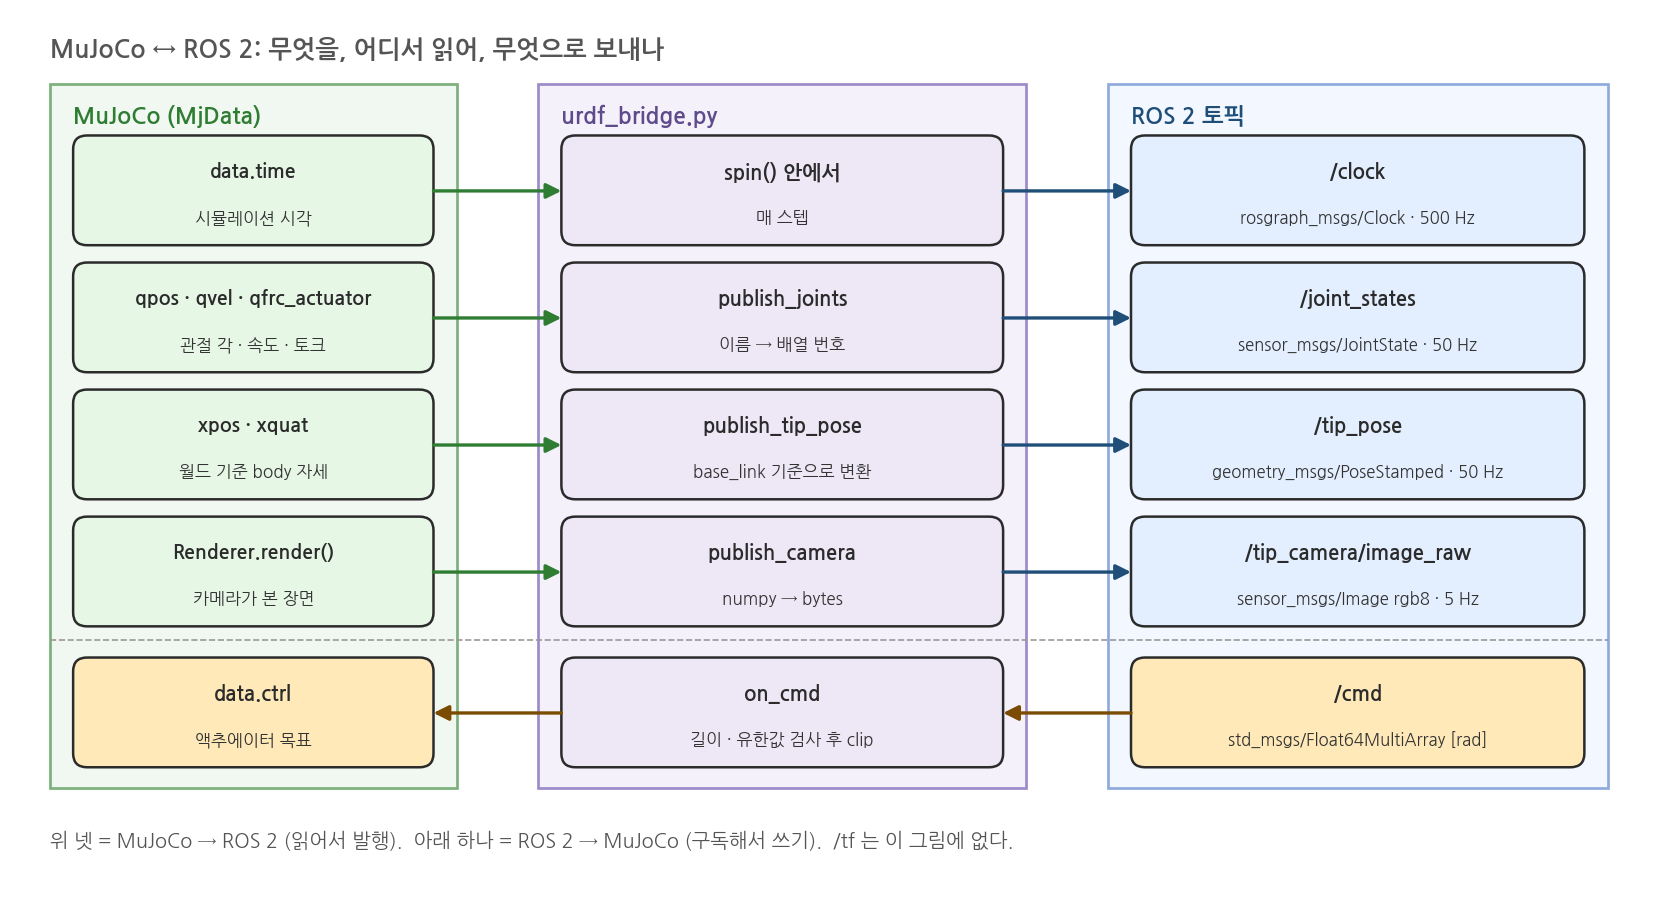 MuJoCo ↔ ROS 2: 무엇을, 어디서 읽어, 무엇으로 보내나
MuJoCo (MjData)
urdf_bridge.py
ROS 2 토픽
data.time
시뮬레이션 시각
spin() 안에서
매 스텝
/clock
rosgraph_msgs/Clock · 500 Hz
qpos · qvel · qfrc_actuator
관절 각 · 속도 · 토크
publish_joints
이름 → 배열 번호
/joint_states
sensor_msgs/JointState · 50 Hz
xpos · xquat
월드 기준 body 자세
publish_tip_pose
base_link 기준으로 변환
/tip_pose
geometry_msgs/PoseStamped · 50 Hz
Renderer.render()
카메라가 본 장면
publish_camera
numpy → bytes
/tip_camera/image_raw
sensor_msgs/Image rgb8 · 5 Hz
data.ctrl
액추에이터 목표
on_cmd
길이 · 유한값 검사 후 clip
/cmd
std_msgs/Float64MultiArray [rad]
위 넷 = MuJoCo → ROS 2 (읽어서 발행).  아래 하나 = ROS 2 → MuJoCo (구독해서 쓰기).  /tf 는 이 그림에 없다.